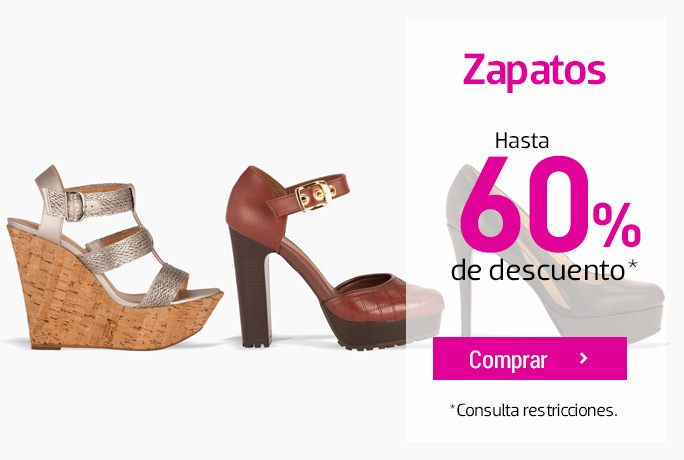 Zapatos
Hasta
60%
de descuento*
Comprar
*Consulta restricciones.